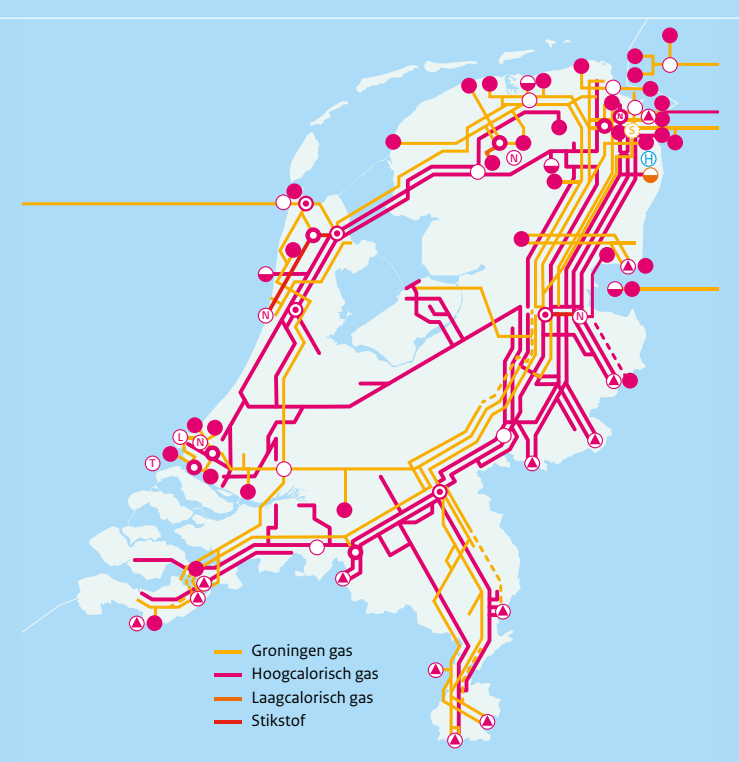 N
S
H
N
N
N
L
N
T
Groningen gas
Hoogcalorisch gas
Laagcalorisch gas
Stikstof